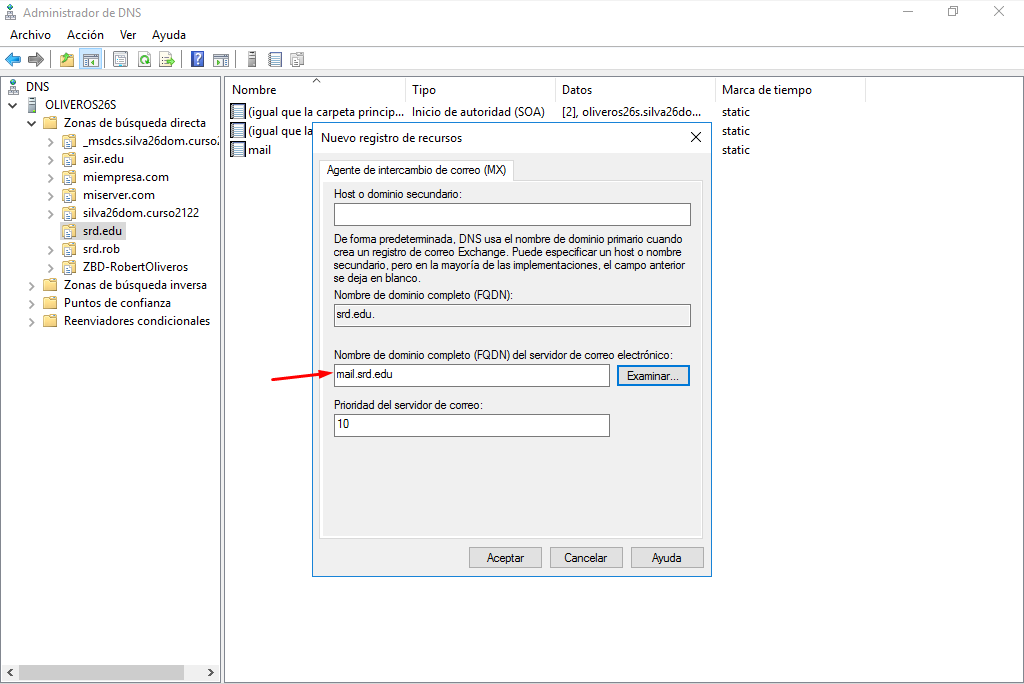 Administrador de DNS
Archivo Acción Ver Ayuda
DNS
OLIVEROS26S
Zonas de búsqueda directa
_msdcs.silva26dom.curso2
asir.edu
miempresa.com
miserver.com
silva26dom.curso2122
srd.edu
srd.rob
ZBD-RobertOliveros
Zonas de búsqueda inversa
Puntos de confianza
Reenviadores condicionales
Nombre Tipo Datos Marca de tiempo
(igual que la carpeta princip... Inicio de autoridad (SOA) [2], oliveros26s.silva26do... static
(igual que la static
mail static
Nuevo registro de recursos
Agente de intercambio de correo (MX)
Host o dominio secundario:
De forma predeterminada, DNS usa el nombre de dominio primario cuando
crea un registro de correo Exchange. Puede especificar un host o nombre
secundario, pero en la mayoría de las implementaciones, el campo anterior
se deja en blanco.
Nombre de dominio completo (FQDN):
srd.edu.
Nombre de dominio completo (FQDN) del servidor de correo electrónico:
mail.srd.edu Examinar...
Prioridad del servidor de correo:
10
Aceptar Cancelar Ayuda